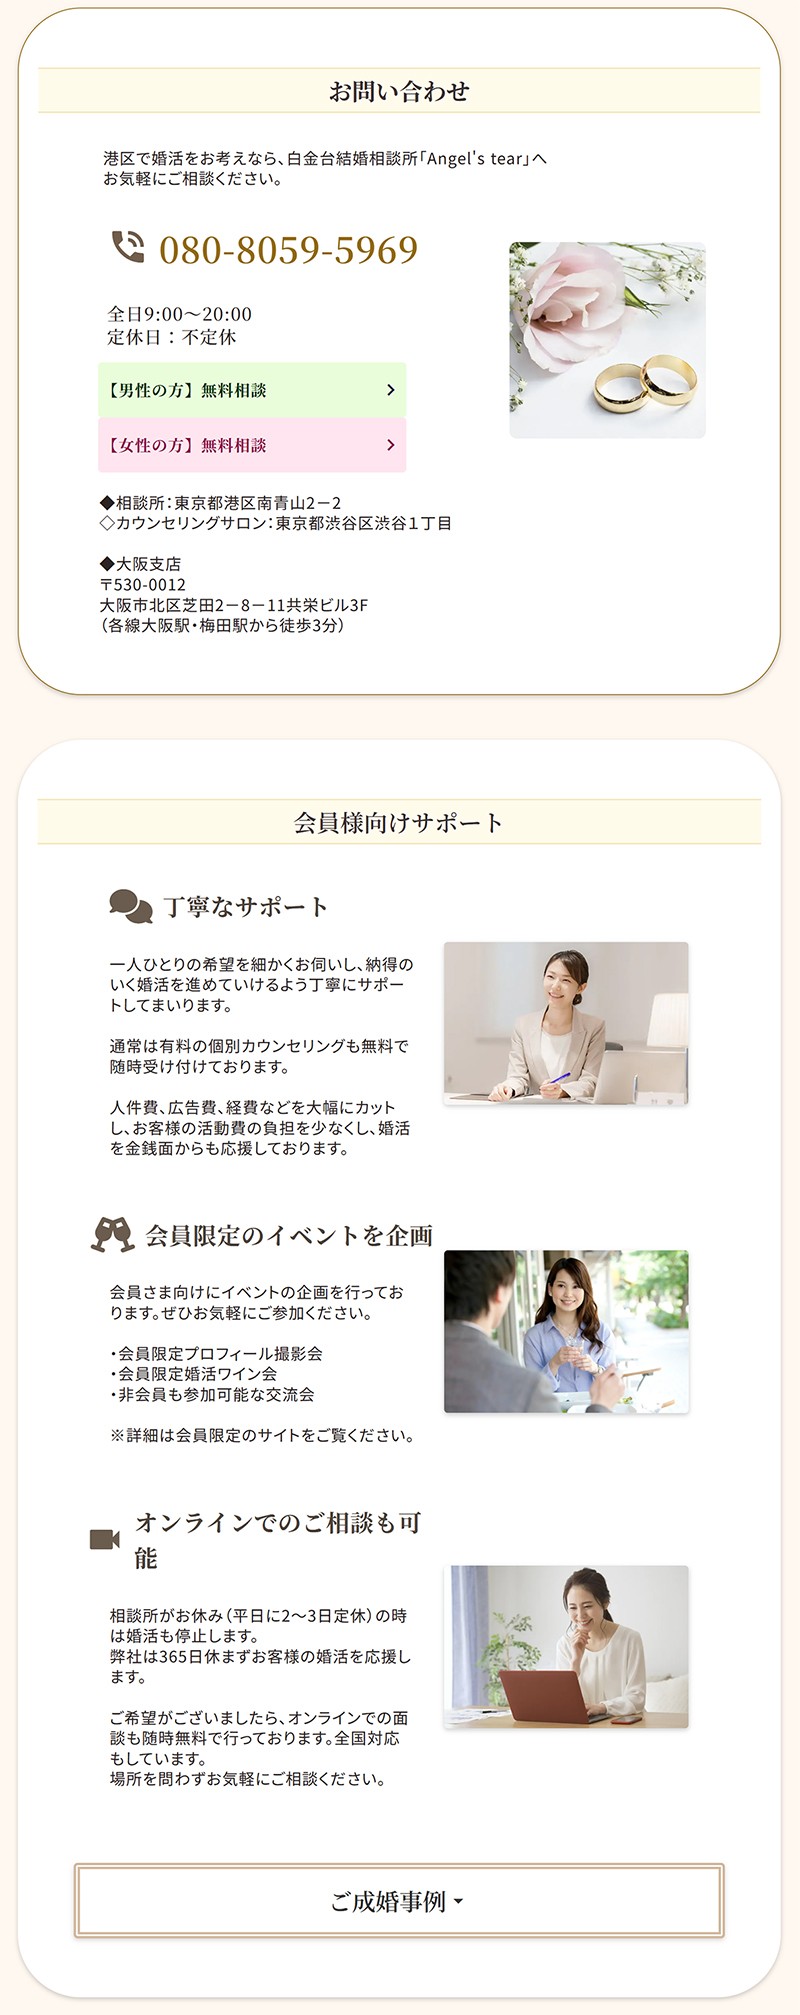 お問い合わせ
港区で婚活をお考えなら、白金台結婚相談所「Angel's tear」へ
お気軽にご相談ください。
080-8059-5969
全日9:00〜20:00
定休日：不定休
【男性の方】無料相談
【女性の方】無料相談
◆相談所：東京都港区南青山2－2
◇カウンセリングサロン：東京都渋谷区渋谷１丁目
◆大阪支店
〒530-0012
大阪市北区芝田2－8－11共栄ビル3F
（各線大阪駅・梅田駅から徒歩3分）
会員様向けサポート
丁寧なサポート
一人ひとりの希望を細かくお伺いし、納得の
いく婚活を進めていけるよう丁寧にサポー
トしてまいります。
通常は有料の個別カウンセリングも無料で
随時受け付けております。
人件費、広告費、経費などを大幅にカット
し、お客様の活動費の負担を少なくし、婚活
を金銭面からも応援しております。
会員限定のイベントを企画
会員さま向けにイベントの企画を行ってお
ります。ぜひお気軽にご参加ください。
・会員限定プロフィール撮影会
・会員限定婚活ワイン会
・非会員も参加可能な交流会
※詳細は会員限定のサイトをご覧ください。
オンラインでのご相談も可
能
相談所がお休み（平日に2〜3日定休）の時
は婚活も停止します。
弊社は365日休まずお客様の婚活を応援し
ます。
ご希望がございましたら、オンラインでの面
談も随時無料で行っております。全国対応
もしています。
場所を問わずお気軽にご相談ください。
ご成婚事例